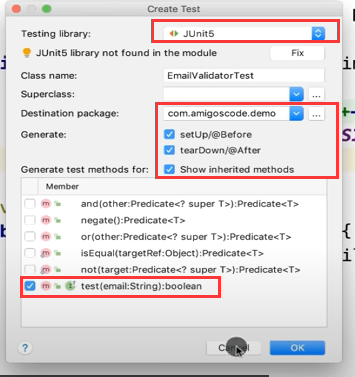 Create Test
Testing library: JUnit5
JUnit5 library not found in the module Fix
Class name: EmailValidatorTest
Superclass: ...
Destination package: com.amigoscode.demo ...
Generate: setUp/@Before
tearDown/@After
Generate test methods for: Show inherited methods
Member
m and(other:Predicate<? super T>):Predicate<T>
m negate():Predicate<T>
m or(other:Predicate<? super T>):Predicate<T>
m isEqual(targetRef:Object):Predicate<T>
m not(target:Predicate<? super T>):Predicate<T>
m test(email:String):boolean
? Cancel OK